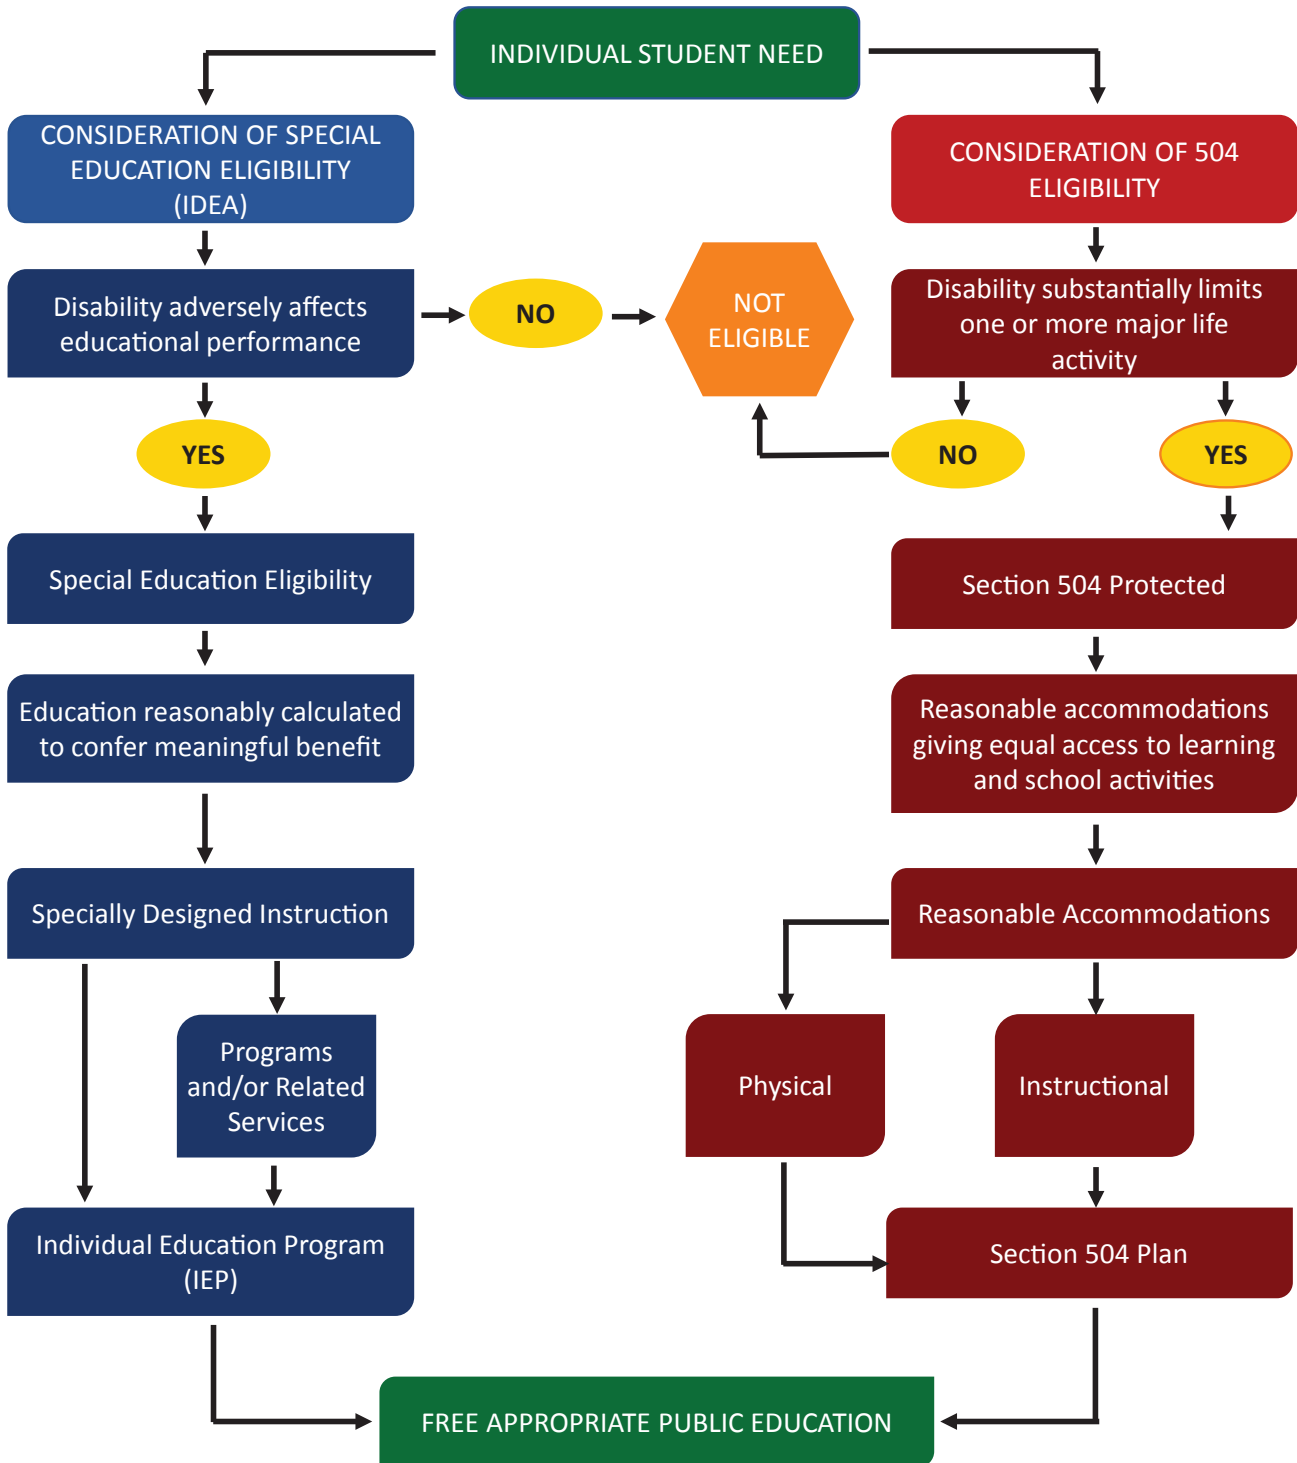 INDIVIDUAL STUDENT NEED
CONSIDERATION OF SPECIAL
EDUCATION ELIGIBILITY
(IDEA)
CONSIDERATION OF 504
ELIGIBILITY
Disability adversely affects
educational performance
NO
NOT
ELIGIBLE
Disability substantially limits
one or more major life
activity
YES
NO
YES
Special Education Eligibility
Section 504 Protected
Education reasonably calculated
to confer meaningful benefit
Reasonable accommodations
giving equal access to learning
and school activities
Specially Designed Instruction
Reasonable Accommodations
Programs
and/or Related
Services
Physical
Instructional
Individual Education Program
(IEP)
Section 504 Plan
FREE APPROPRIATE PUBLIC EDUCATION